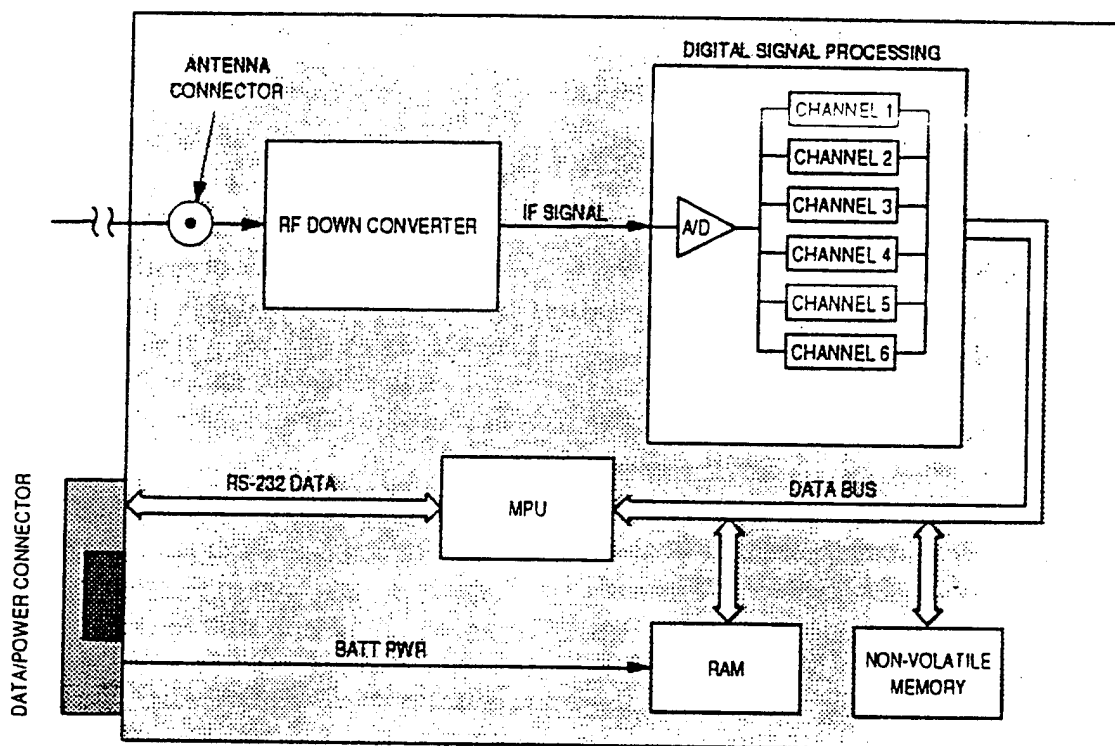 DIGITAL SIGNAL PROCESSING
ANTENNA
CONNECTOR
RF DOWN CONVERTER
IF SIGNAL
A/D
CHANNEL 1
CHANNEL 2
CHANNEL 3
CHANNEL 4
CHANNEL 5
CHANNEL 6
DATA/POWER CONNECTOR
RS-232 DATA
MPU
DATA BUS
BATT PWR
RAM
NON-VOLATILE
MEMORY